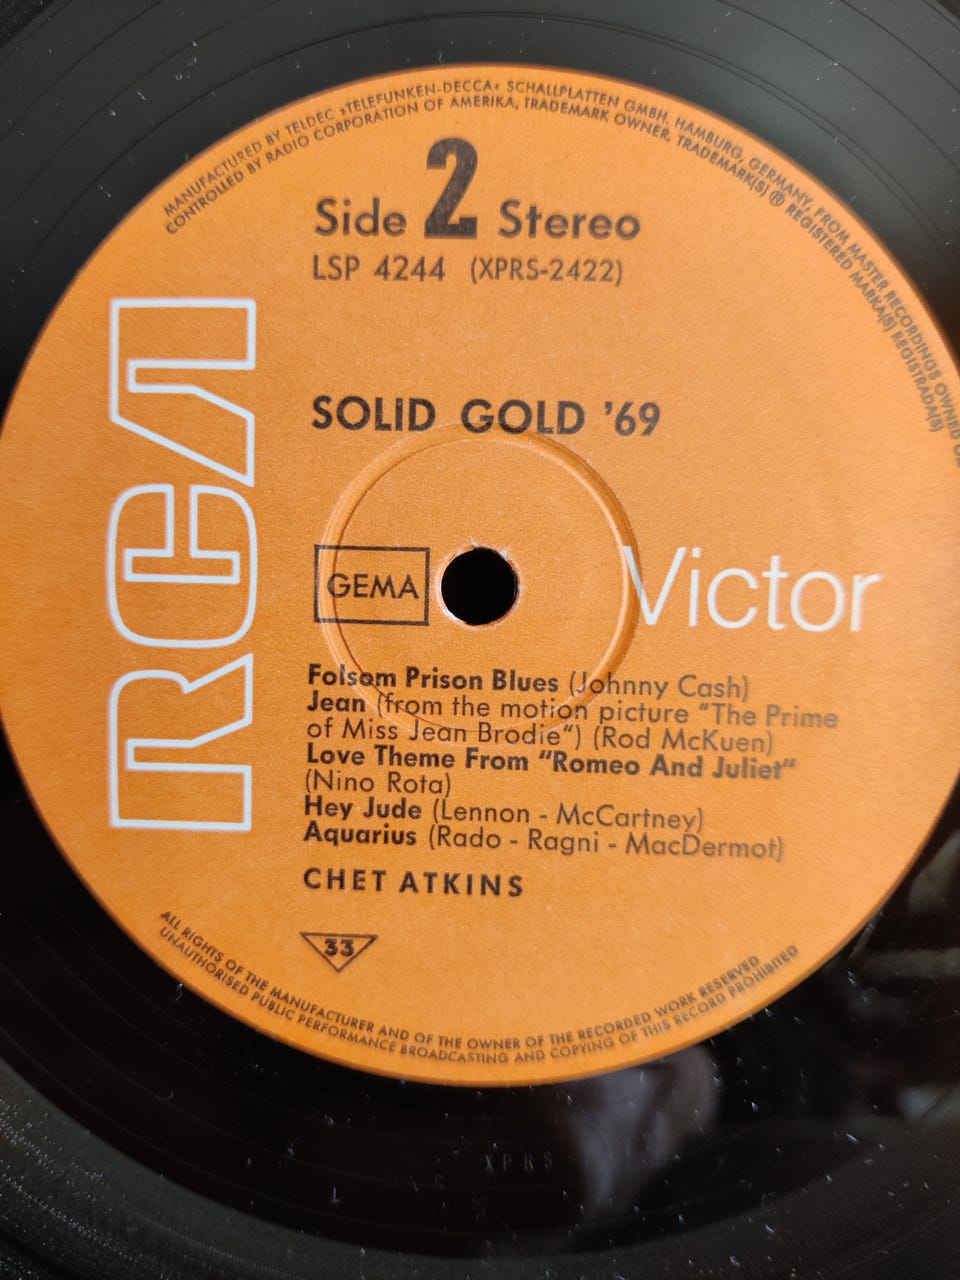 MANUFACTURED BY TELDEC »TELEFUNKEN-DECCA« SCHALLPLATTEN GMBH. HAMBURG, GERMANY, FROM MASTER RECORDINGS OWNED OR
CONTROLLED BY RADIO CORPORATION OF AMERIKA, TRADEMARK OWNER. TRADEMARK(S) ® REGISTERED MARKA(S) REGISTRADA(S)
Side 2 Stereo
LSP 4244 (XPRS-2422)
RCA
SOLID GOLD '69
GEMA
Victor
Folsom Prison Blues (Johnny Cash)
Jean (from the motion picture "The Prime
of Miss Jean Brodie") (Rod McKuen)
Love Theme From "Romeo And Juliet"
(Nino Rota)
Hey Jude (Lennon - McCartney)
Aquarius (Rado - Ragni - MacDermot)
CHET ATKINS
33
ALL RIGHTS OF THE MANUFACTURER AND OF THE OWNER OF THE RECORDED WORK RESERVED
UNAUTHORISED PUBLIC PERFORMANCE BROADCASTING AND COPYING OF THIS RECORD PROHIBITED
XPRS